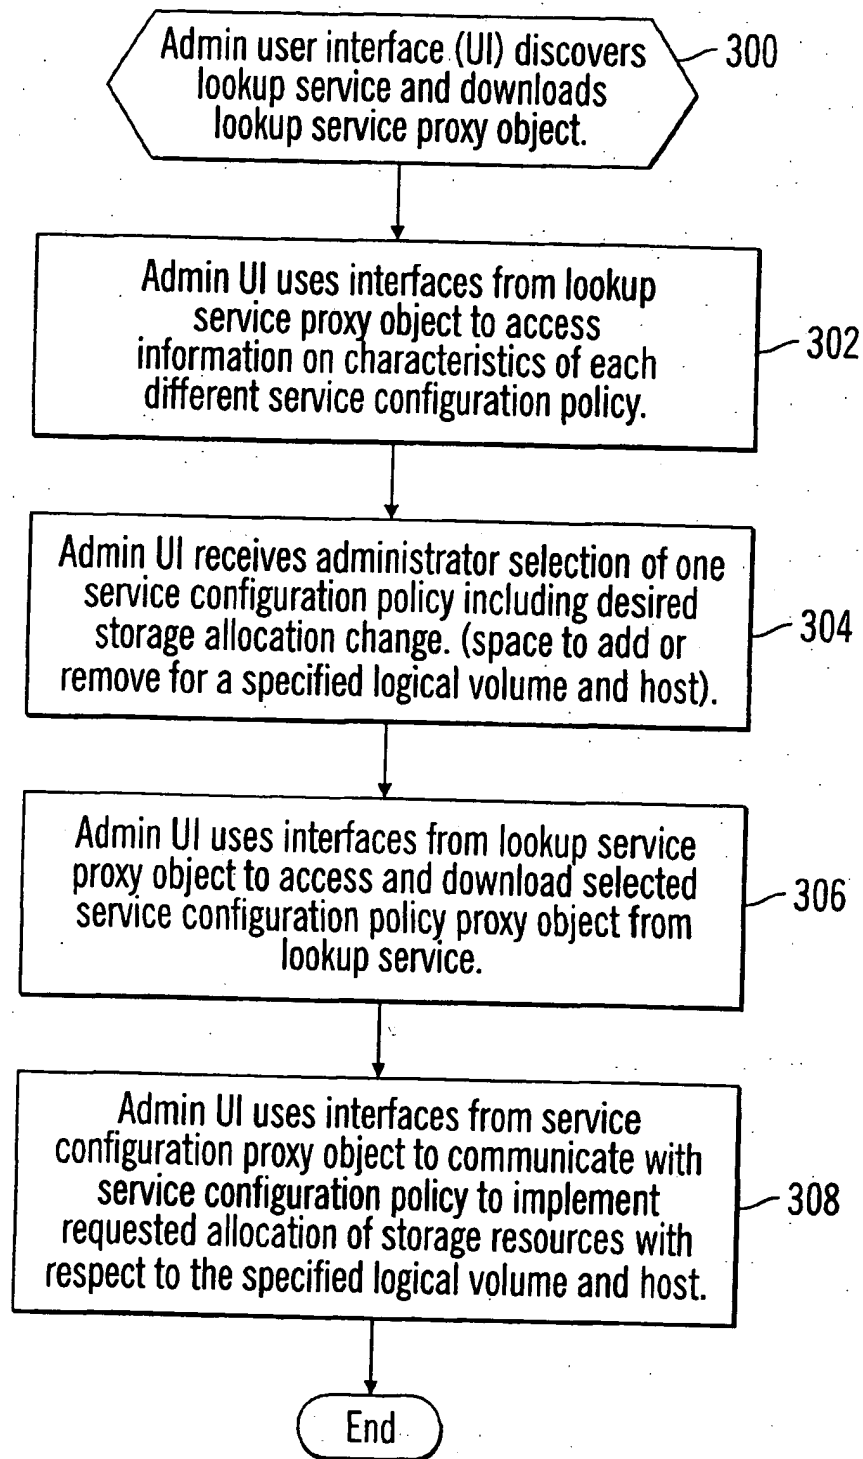 Admin user interface (UI) discovers
lookup service and downloads
lookup service proxy object.
300
Admin UI uses interfaces from lookup
service proxy object to access
information on characteristics of each
different service configuration policy.
302
Admin UI receives administrator selection of one
service configuration policy including desired
storage allocation change. (space to add or
remove for a specified logical volume and host).
304
Admin UI uses interfaces from lookup service
proxy object to access and download selected
service configuration policy proxy object from
lookup service.
306
Admin UI uses interfaces from service
configuration proxy object to communicate with
service configuration policy to implement
requested allocation of storage resources with
respect to the specified logical volume and host.
308
End